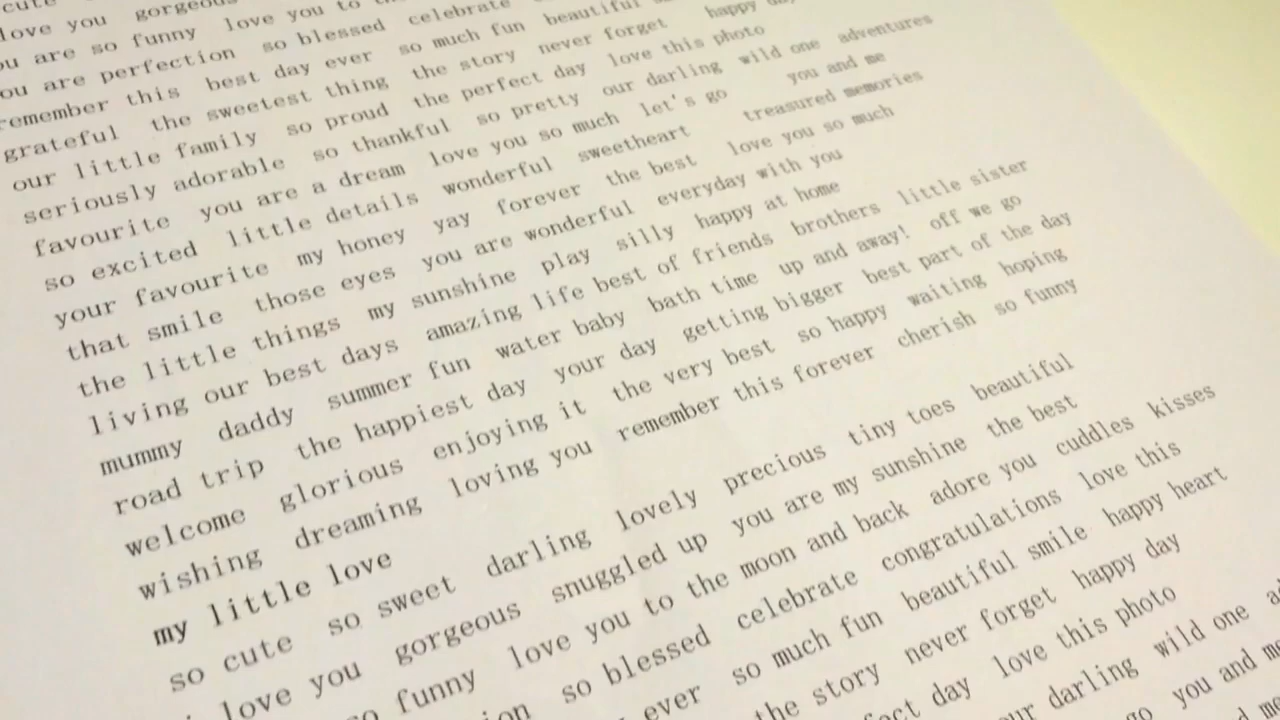 cute
love you gorgeous
are so funny love you to
are perfection so blessed celebrate
remember this best day ever so much fun beautiful
grateful the sweetest thing the story never forget happy day
our little family so proud the perfect day love this photo
seriously adorable so thankful so pretty our darling wild one adventures
favourite you are a dream love you so much let's go you and me
so excited little details wonderful sweetheart treasured memories
your favourite my honey yay forever the best love you so much
that smile those eyes you are wonderful everyday with you
the little things my sunshine play silly happy at home
living our best days amazing life best of friends brothers little sister
mummy daddy summer fun water baby bath time up and away! off we go
road trip the happiest day your day getting bigger best part of the day
welcome glorious enjoying it the very best so happy waiting hoping
wishing dreaming loving you remember this forever cherish so funny
my little love
so cute so sweet darling lovely precious tiny toes beautiful
love you gorgeous snuggled up you are my sunshine the best
funny love you to the moon and back adore you cuddles kisses
so blessed celebrate congratulations love this
ever so much fun beautiful smile happy heart
the story never forget happy day
day love this photo
darling wild one
you and me